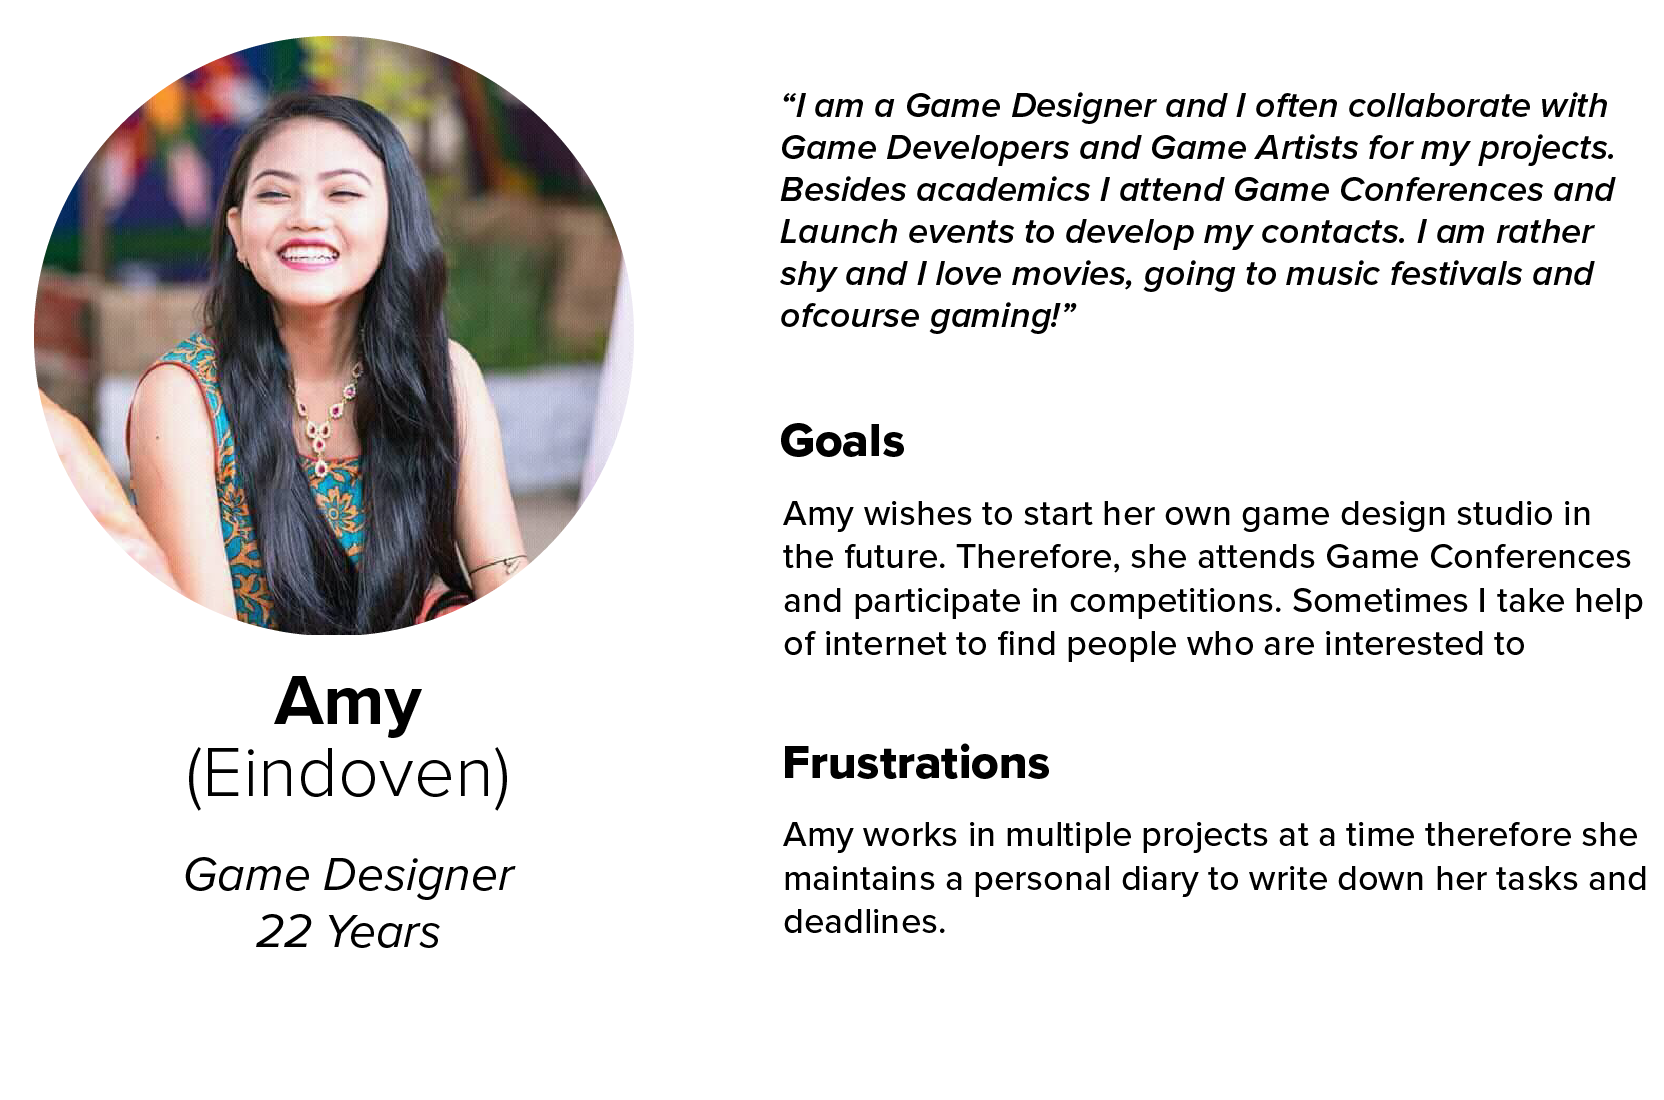 Amy
(Eindoven)
Game Designer
22 Years
“I am a Game Designer and I often collaborate with
Game Developers and Game Artists for my projects.
Besides academics I attend Game Conferences and
Launch events to develop my contacts. I am rather
shy and I love movies, going to music festivals and
ofcourse gaming!”
Goals
Amy wishes to start her own game design studio in
the future. Therefore, she attends Game Conferences
and participate in competitions. Sometimes I take help
of internet to find people who are interested to
Frustrations
Amy works in multiple projects at a time therefore she
maintains a personal diary to write down her tasks and
deadlines.